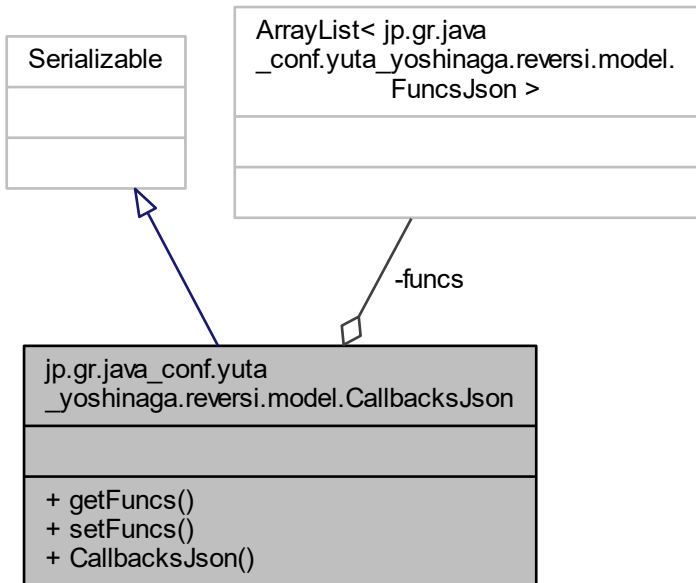 Serializable
ArrayList< jp.gr.java
_conf.yuta_yoshinaga.reversi.model.
FuncsJson >
-funcs
jp.gr.java_conf.yuta
_yoshinaga.reversi.model.CallbacksJson
+ getFuncs()
+ setFuncs()
+ CallbacksJson()